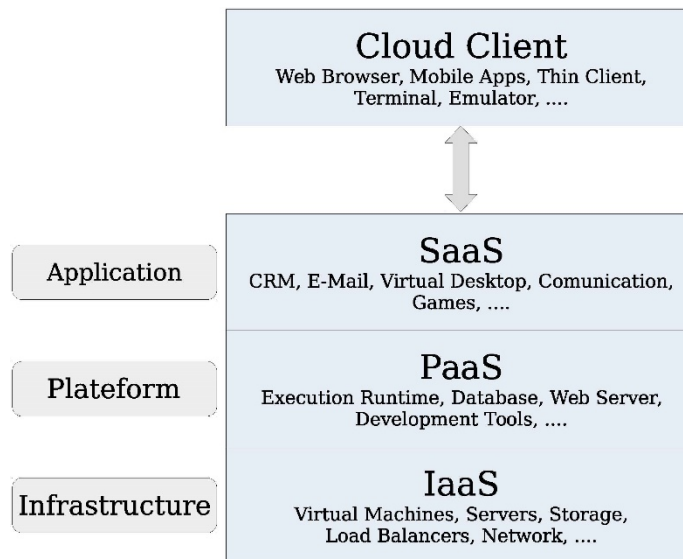 Cloud Client
Web Browser, Mobile Apps, Thin Client,
Terminal, Emulator, ....
Application
SaaS
CRM, E-Mail, Virtual Desktop, Comunication,
Games, ....
Plateform
PaaS
Execution Runtime, Database, Web Server,
Development Tools, ....
Infrastructure
IaaS
Virtual Machines, Servers, Storage,
Load Balancers, Network, ....